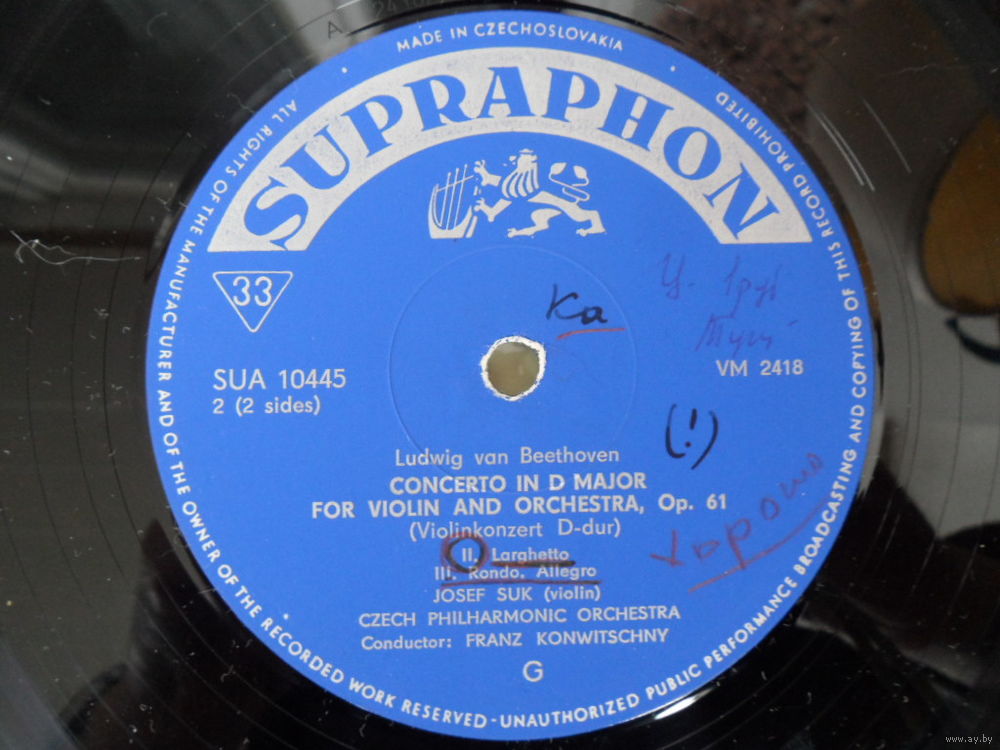 MADE IN CZECHOSLOVAKIA
SUPRAPHON
ALL RIGHTS OF THE MANUFACTURER AND OF THE OWNER OF THE RECORDED WORK RESERVED - UNAUTHORIZED PUBLIC PERFORMANCE BROADCASTING AND COPYING OF THIS RECORD PROHIBITED
33
Ка
SUA 10445
VM 2418
2 (2 sides)
(!)
Ludwig van Beethoven
CONCERTO IN D MAJOR
FOR VIOLIN AND ORCHESTRA, Op. 61
(Violinkonzert D-dur)
хорошо
II. Larghetto
III. Rondo. Allegro
JOSEF SUK (violin)
CZECH PHILHARMONIC ORCHESTRA
Conductor: FRANZ KONWITSCHNY
G
www.ay.by